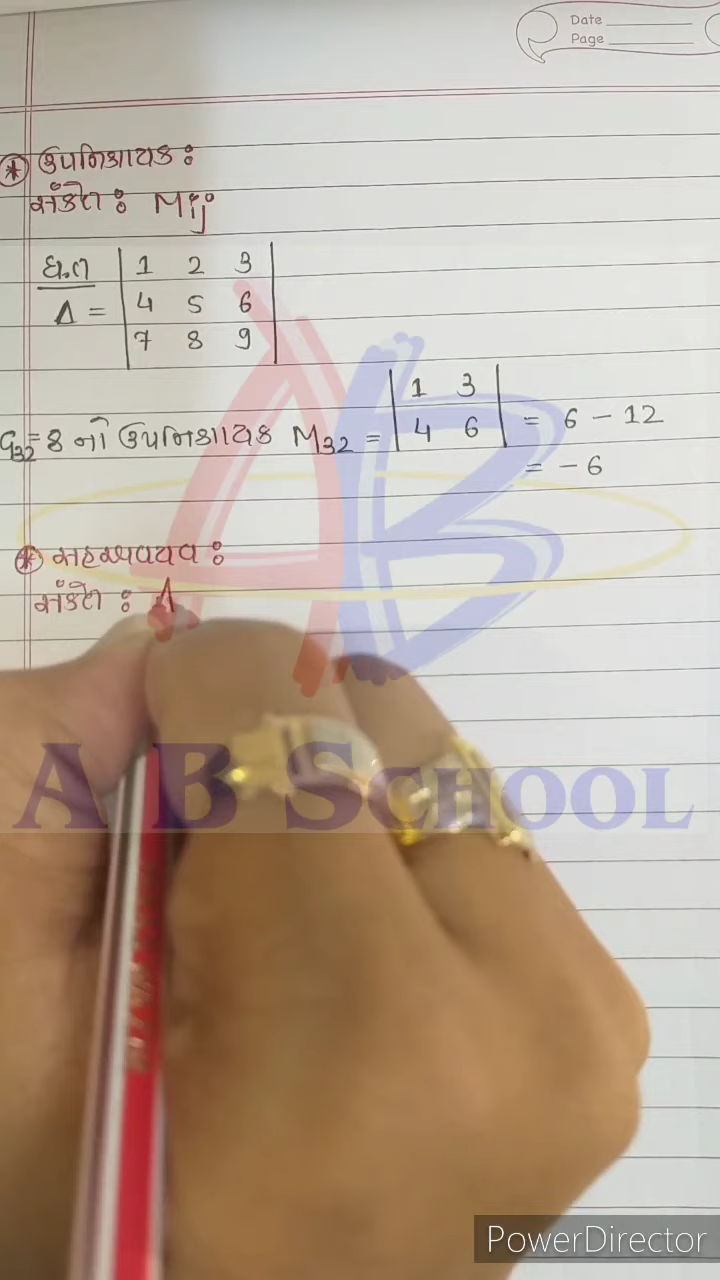 Date
Page
* ઉપનિશ્ચાયક :
સંકેત : Mij
દા.ત
Δ = | 1 2 3 |
| 4 5 6 |
| 7 8 9 |
a32 = 8 નો ઉપનિશ્ચાયક M32 = | 1 3 |
| 4 6 | = 6 - 12
= - 6
* સહઅવયવ :
સંકેત : A
AB
A B SCHOOL
PowerDirector